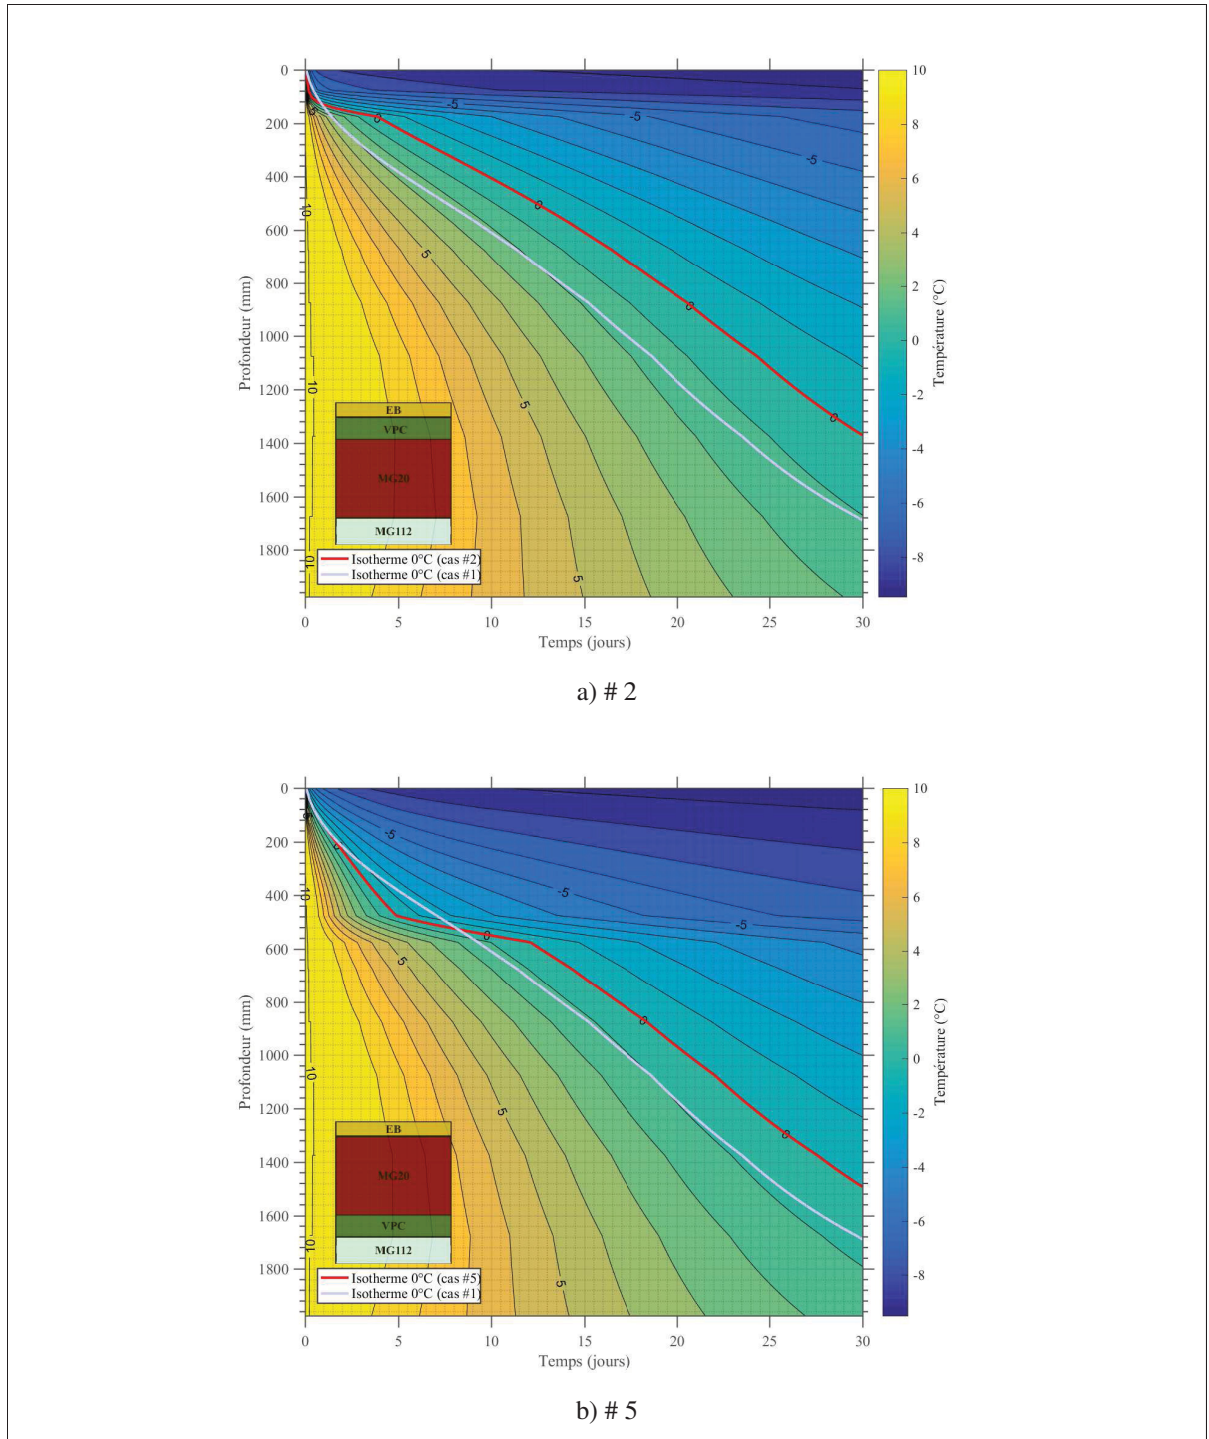 0
200
400
600
800
1000
1200
1400
1600
1800
Profondeur (mm)
0 5 10 15 20 25 30
Temps (jours)
10
8
6
4
2
0
-2
-4
-6
-8
Température (°C)
-5 -5 -5
5 0
10 0
5
0
10
5 0
10 5
EB
VPC
MG20
MG112
Isotherme 0°C (cas #2)
Isotherme 0°C (cas #1)
a) # 2
0
200
400
600
800
1000
1200
1400
1600
1800
Profondeur (mm)
0 5 10 15 20 25 30
Temps (jours)
10
8
6
4
2
0
-2
-4
-6
-8
Température (°C)
5 -5
0
10 -5 -5
0
5
0
10
5 0
10 5
EB
MG20
VPC
MG112
Isotherme 0°C (cas #5)
Isotherme 0°C (cas #1)
b) # 5